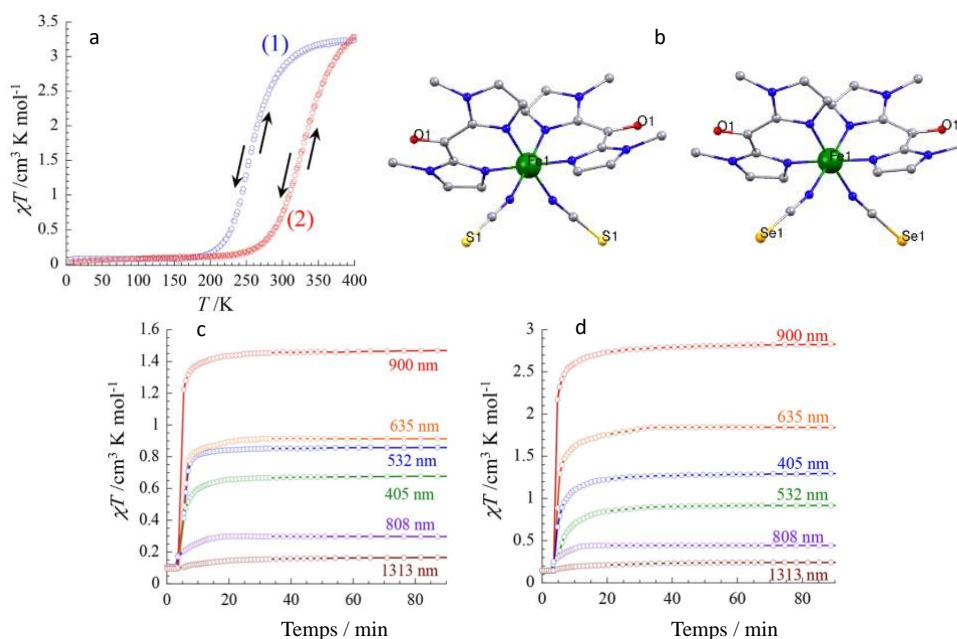 a
3.5
3
2.5
2
1.5
1
0.5
0
χT /cm³ K mol⁻¹
(1)
(2)
0 50 100 150 200 250 300 350 400
T /K
b
O1
O1
Fe1
S1
S1
O1
O1
Fe1
Se1
Se1
c
1.6
1.4
1.2
1
0.8
0.6
0.4
0.2
0
χT /cm³ K mol⁻¹
900 nm
635 nm
532 nm
405 nm
808 nm
1313 nm
0 20 40 60 80
Temps / min
d
3
2.5
2
1.5
1
0.5
0
χT /cm³ K mol⁻¹
900 nm
635 nm
405 nm
532 nm
808 nm
1313 nm
0 20 40 60 80
Temps / min